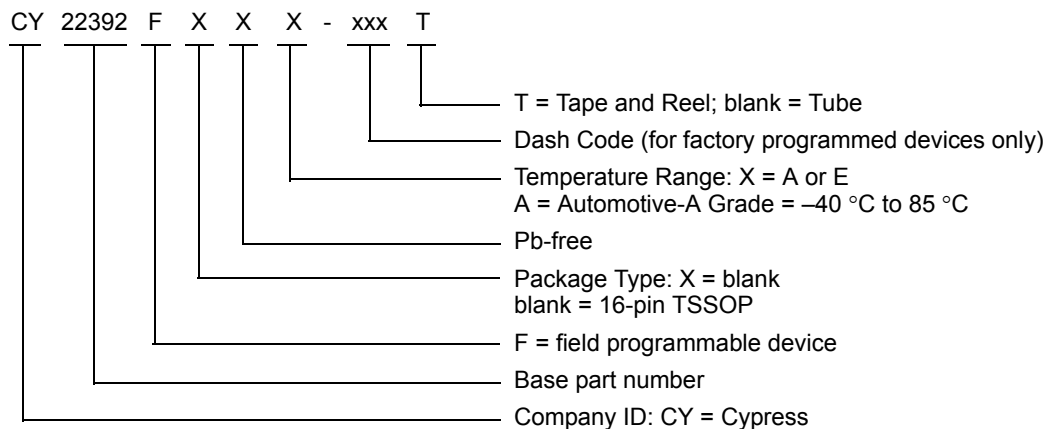 CY 22392 F X X X - xxx T
T = Tape and Reel; blank = Tube
Dash Code (for factory programmed devices only)
Temperature Range: X = A or E
A = Automotive-A Grade = –40 °C to 85 °C
Pb-free
Package Type: X = blank
blank = 16-pin TSSOP
F = field programmable device
Base part number
Company ID: CY = Cypress